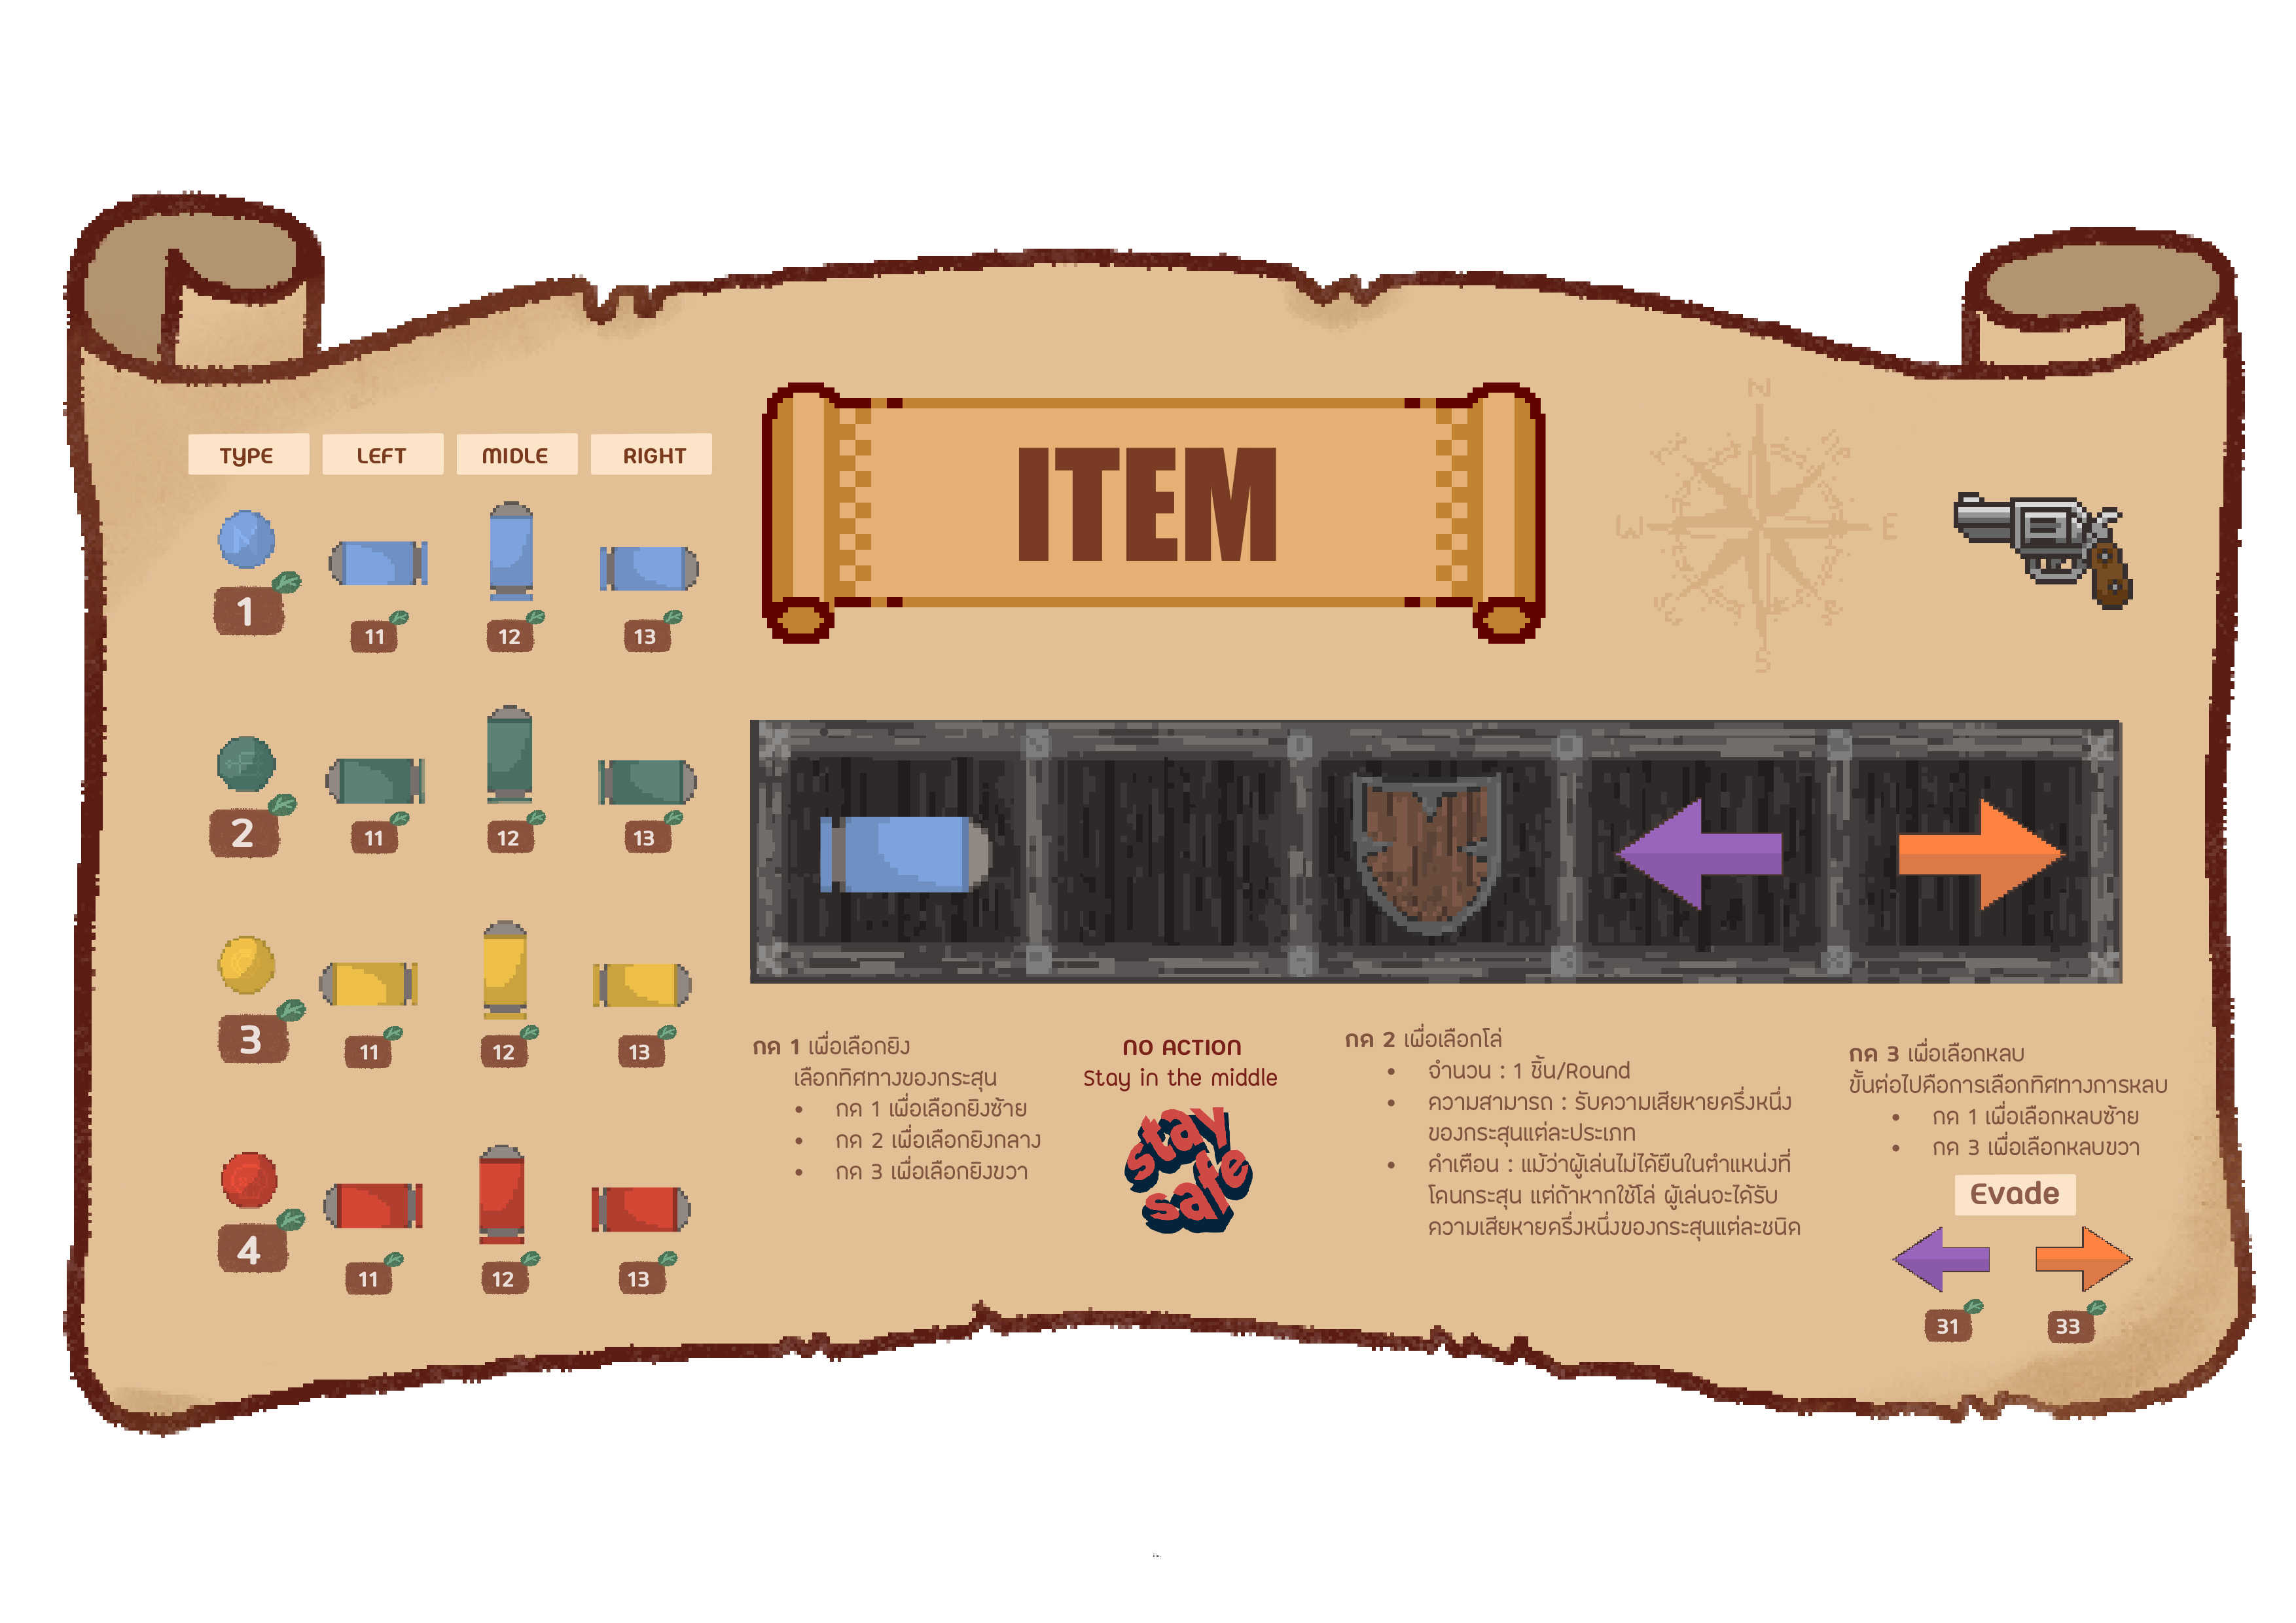 ITEM
TYPE LEFT MIDLE RIGHT
1
11 12 13
2
11 12 13
3
11 12 13
4
11 12 13
N
W E
S
กด 1 เพื่อเลือกยิง
เลือกทิศทางของกระสุน
• กด 1 เพื่อเลือกยิงซ้าย
• กด 2 เพื่อเลือกยิงกลาง
• กด 3 เพื่อเลือกยิงขวา
NO ACTION
Stay in the middle
stay
safe
กด 2 เพื่อเลือกโล่
• จำนวน : 1 ชิ้น/Round
• ความสามารถ : รับความเสียหายครึ่งหนึ่ง
ของกระสุนแต่ละประเภท
• คำเตือน : แม้ว่าผู้เล่นไม่ได้ยืนในตำแหน่งที่
โดนกระสุน แต่ถ้าหากใช้โล่ ผู้เล่นจะได้รับ
ความเสียหายครึ่งหนึ่งของกระสุนแต่ละชนิด
กด 3 เพื่อเลือกหลบ
ขั้นต่อไปคือการเลือกทิศทางการหลบ
• กด 1 เพื่อเลือกหลบซ้าย
• กด 3 เพื่อเลือกหลบขวา
Evade
31 33